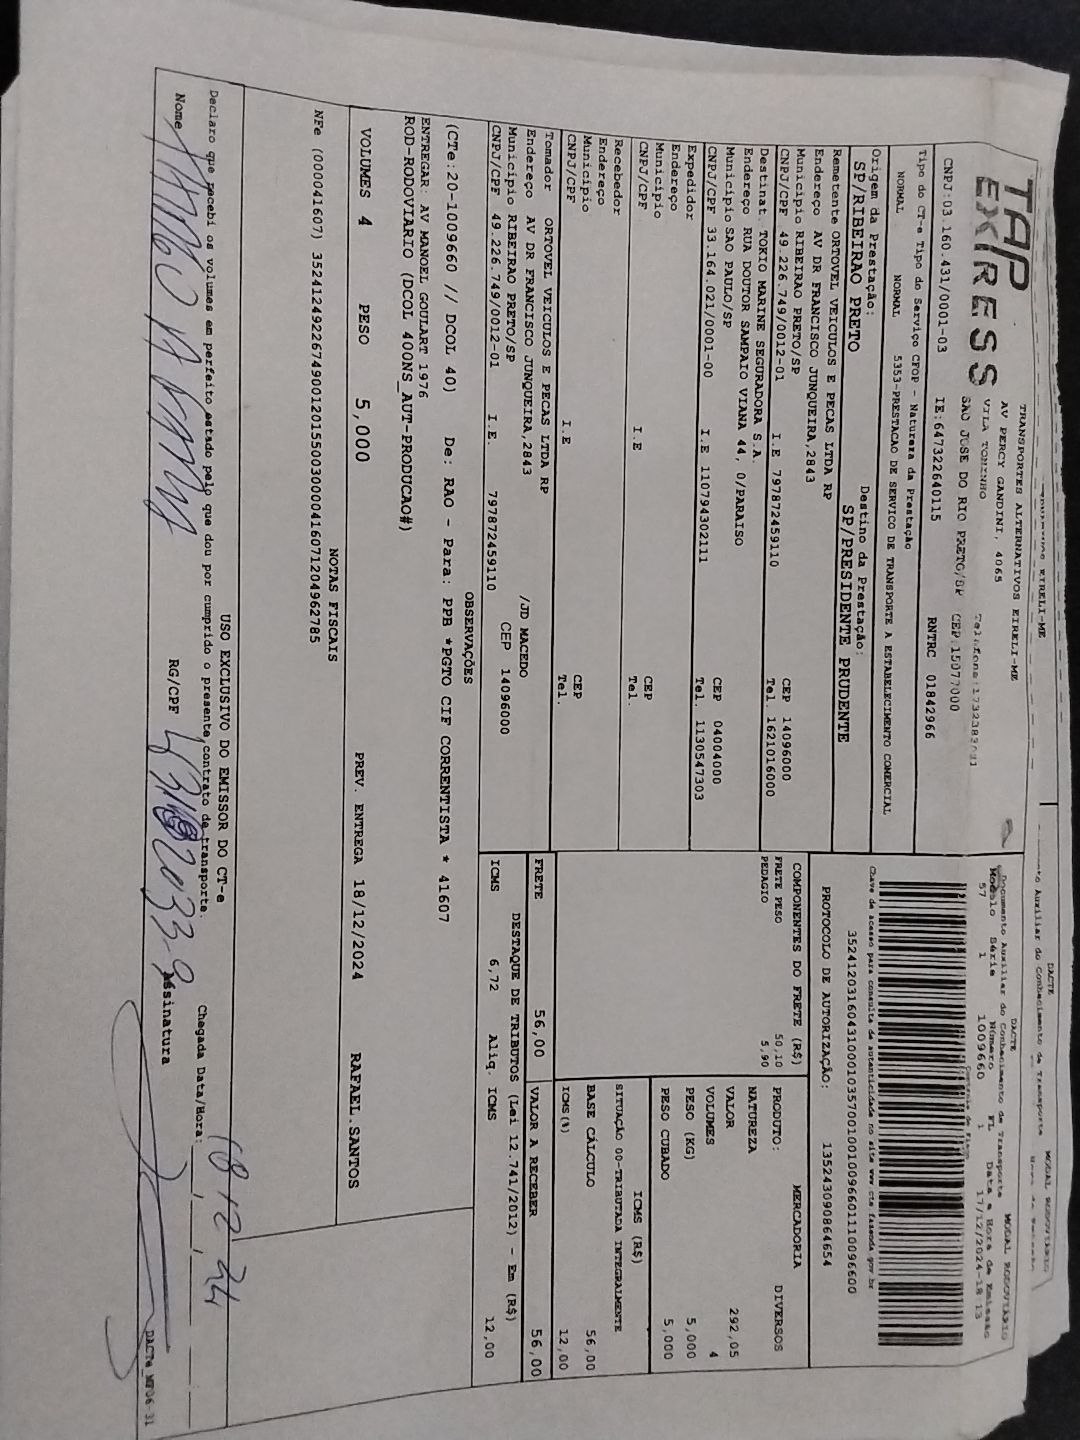 TAP EXPRESS
TRANSPORTES ALTERNATIVOS EIRELI-ME
AV PERCY GANDINI, 4065
VILA TONINHO
SAO JOSE DO RIO PRETO/SP CEP:15077000
CNPJ:03.160.431/0001-03 IE:647322640115 RNTRC 01842966
DACTE MODAL RODOVIÁRIO
Documento Auxiliar do Conhecimento de Transporte
Modelo Série Número FL Data e Hora de Emissão
57 1 1009660 1 17/12/2024-18:13
Controle do Fisco
Tipo do CT-e Tipo do Serviço CFOP - Natureza da Prestação
NORMAL NORMAL 5353-PRESTACAO DE SERVICO DE TRANSPORTE A ESTABELECIMENTO COMERCIAL
Chave de acesso para consulta de autenticidade no site www.cte.fazenda.gov.br
35241203160431000103570010010096601110096600
PROTOCOLO DE AUTORIZAÇÃO: 135243090864654
Origem da Prestação: Destino da Prestação:
SP/RIBEIRAO PRETO SP/PRESIDENTE PRUDENTE
Remetente ORTOVEL VEICULOS E PECAS LTDA RP
Endereço AV DR FRANCISCO JUNQUEIRA,2843
Município RIBEIRAO PRETO/SP CEP 14096000
CNPJ/CPF 49.226.749/0012-01 I.E 797872459110 Tel. 1621016000
Destinat. TOKIO MARINE SEGURADORA S.A.
Endereço RUA DOUTOR SAMPAIO VIANA 44, 0/PARAISO
Município SAO PAULO/SP CEP 04004000
CNPJ/CPF 33.164.021/0001-00 I.E 110794302111 Tel. 1130547303
Expedidor
Endereço
Município CEP
CNPJ/CPF I.E Tel.
Recebedor
Endereço
Município CEP
CNPJ/CPF I.E Tel.
Tomador ORTOVEL VEICULOS E PECAS LTDA RP
Endereço AV DR FRANCISCO JUNQUEIRA,2843 /JD MACEDO
Município RIBEIRAO PRETO/SP CEP 14096000
CNPJ/CPF 49.226.749/0012-01 I.E. 797872459110
COMPONENTES DO FRETE (R$)
FRETE PESO 50,10
PEDAGIO 5,90
MERCADORIA
PRODUTO: DIVERSOS
NATUREZA
VALOR 292,05
VOLUMES 4
PESO (KG) 5,000
PESO CUBADO 5,000
ICMS (R$)
SITUAÇÃO 00-TRIBUTADA INTEGRALMENTE
BASE CÁLCULO 56,00
ICMS(%) 12,00
FRETE 56,00 VALOR A RECEBER 56,00
DESTAQUE DE TRIBUTOS (Lei 12.741/2012) - Em (R$)
ICMS 6,72 Aliq. ICMS 12,00
OBSERVAÇÕES
(CTe:20-1009660 // DCOL 40) De: RAO - Para: PPB *PGTO CIF CORRENTISTA * 41607
ENTREGAR: AV MANOEL GOULART 1976
ROD-RODOVIARIO (DCOL 400NS_AUT-PRODUCAO#)
VOLUMES 4 PESO 5,000 PREV. ENTREGA 18/12/2024 RAFAEL.SANTOS
NOTAS FISCAIS
NFe (000041607) 35241249226749001201550030000416071204962785
USO EXCLUSIVO DO EMISSOR DO CT-e
Declaro que recebi os volumes em perfeito estado pelo que dou por cumprido o presente contrato de transporte.
Chegada Data/Hora: 18 12 24
Nome RG/CPF Assinatura
DACTe_MF06-31